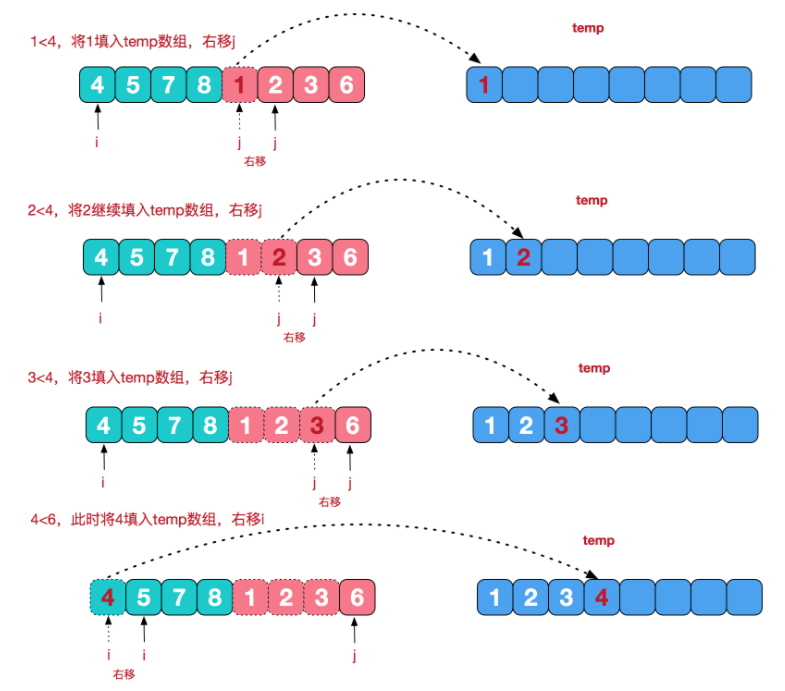 temp
1<4，将1填入temp数组，右移j
4 5 7 8 1 2 3 6 1
i j j
右移
temp
2<4，将2继续填入temp数组，右移j
4 5 7 8 1 2 3 6 1 2
i j j
右移
temp
3<4，将3填入temp数组，右移j
4 5 7 8 1 2 3 6 1 2 3
i j j
右移
4<6，此时将4填入temp数组，右移i
temp
4 5 7 8 1 2 3 6 1 2 3 4
i i j
右移